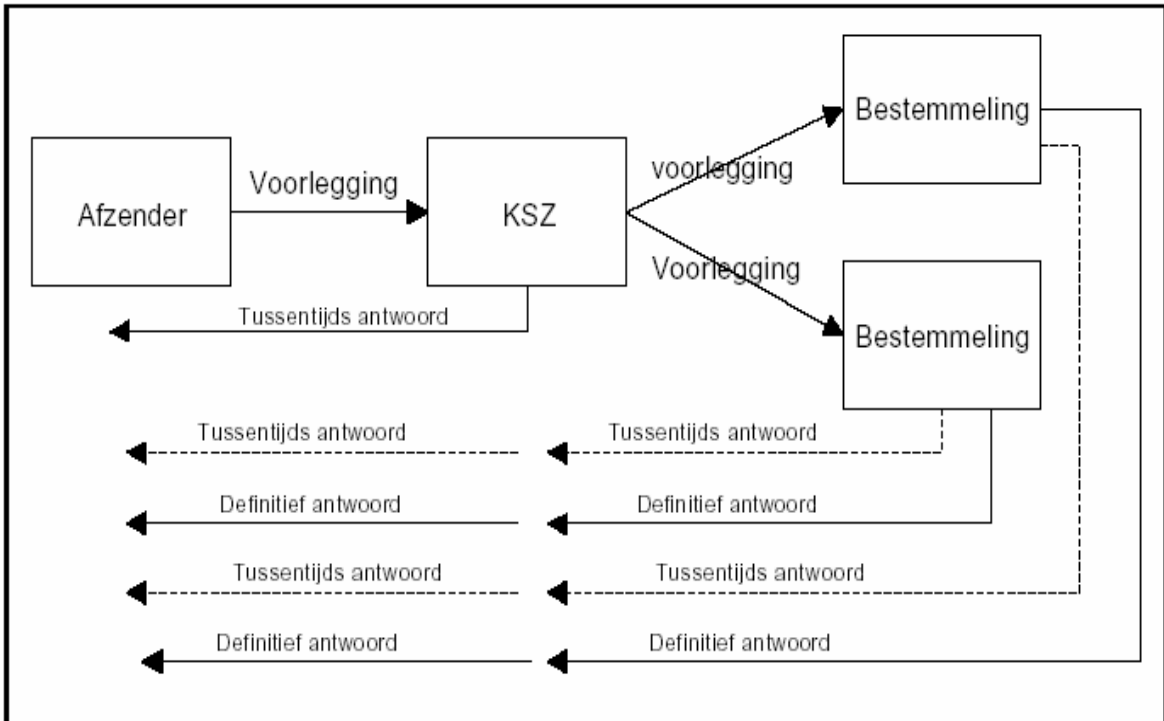 Bestemmeling
Voorlegging
voorlegging
Afzender
KSZ
Voorlegging
Tussentijds antwoord
Bestemmeling
Tussentijds antwoord
Tussentijds antwoord
Definitief antwoord
Definitief antwoord
Tussentijds antwoord
Tussentijds antwoord
Definitief antwoord
Definitief antwoord